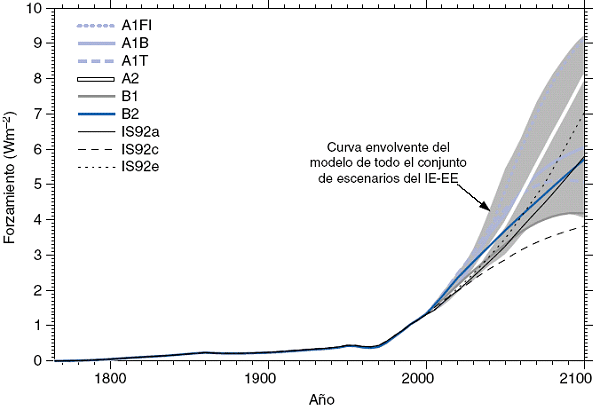 10
9
8
7
6
5
4
3
2
1
0
Forzamiento (Wm⁻²)
A1FI
A1B
A1T
A2
B1
B2
IS92a
IS92c
IS92e
Curva envolvente del
modelo de todo el conjunto
de escenarios del IE-EE
1800
1900
2000
2100
Año